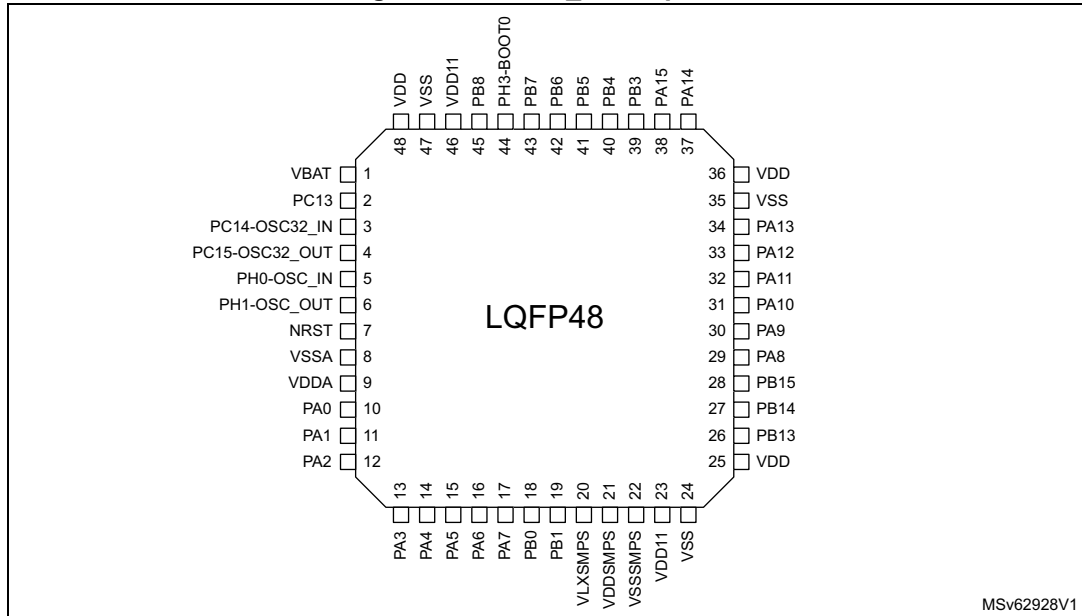 VDD
VSS
VDD11
PB8
PH3-BOOT0
PB7
PB6
PB5
PB4
PB3
PA15
PA14
48
47
46
45
44
43
42
41
40
39
38
37
VBAT 1
PC13 2
PC14-OSC32_IN 3
PC15-OSC32_OUT 4
PH0-OSC_IN 5
PH1-OSC_OUT 6
NRST 7
VSSA 8
VDDA 9
PA0 10
PA1 11
PA2 12
LQFP48
36 VDD
35 VSS
34 PA13
33 PA12
32 PA11
31 PA10
30 PA9
29 PA8
28 PB15
27 PB14
26 PB13
25 VDD
13
14
15
16
17
18
19
20
21
22
23
24
PA3
PA4
PA5
PA6
PA7
PB0
PB1
VLXSMPS
VDDSMPS
VSSSMPS
VDD11
VSS
MSv62928V1